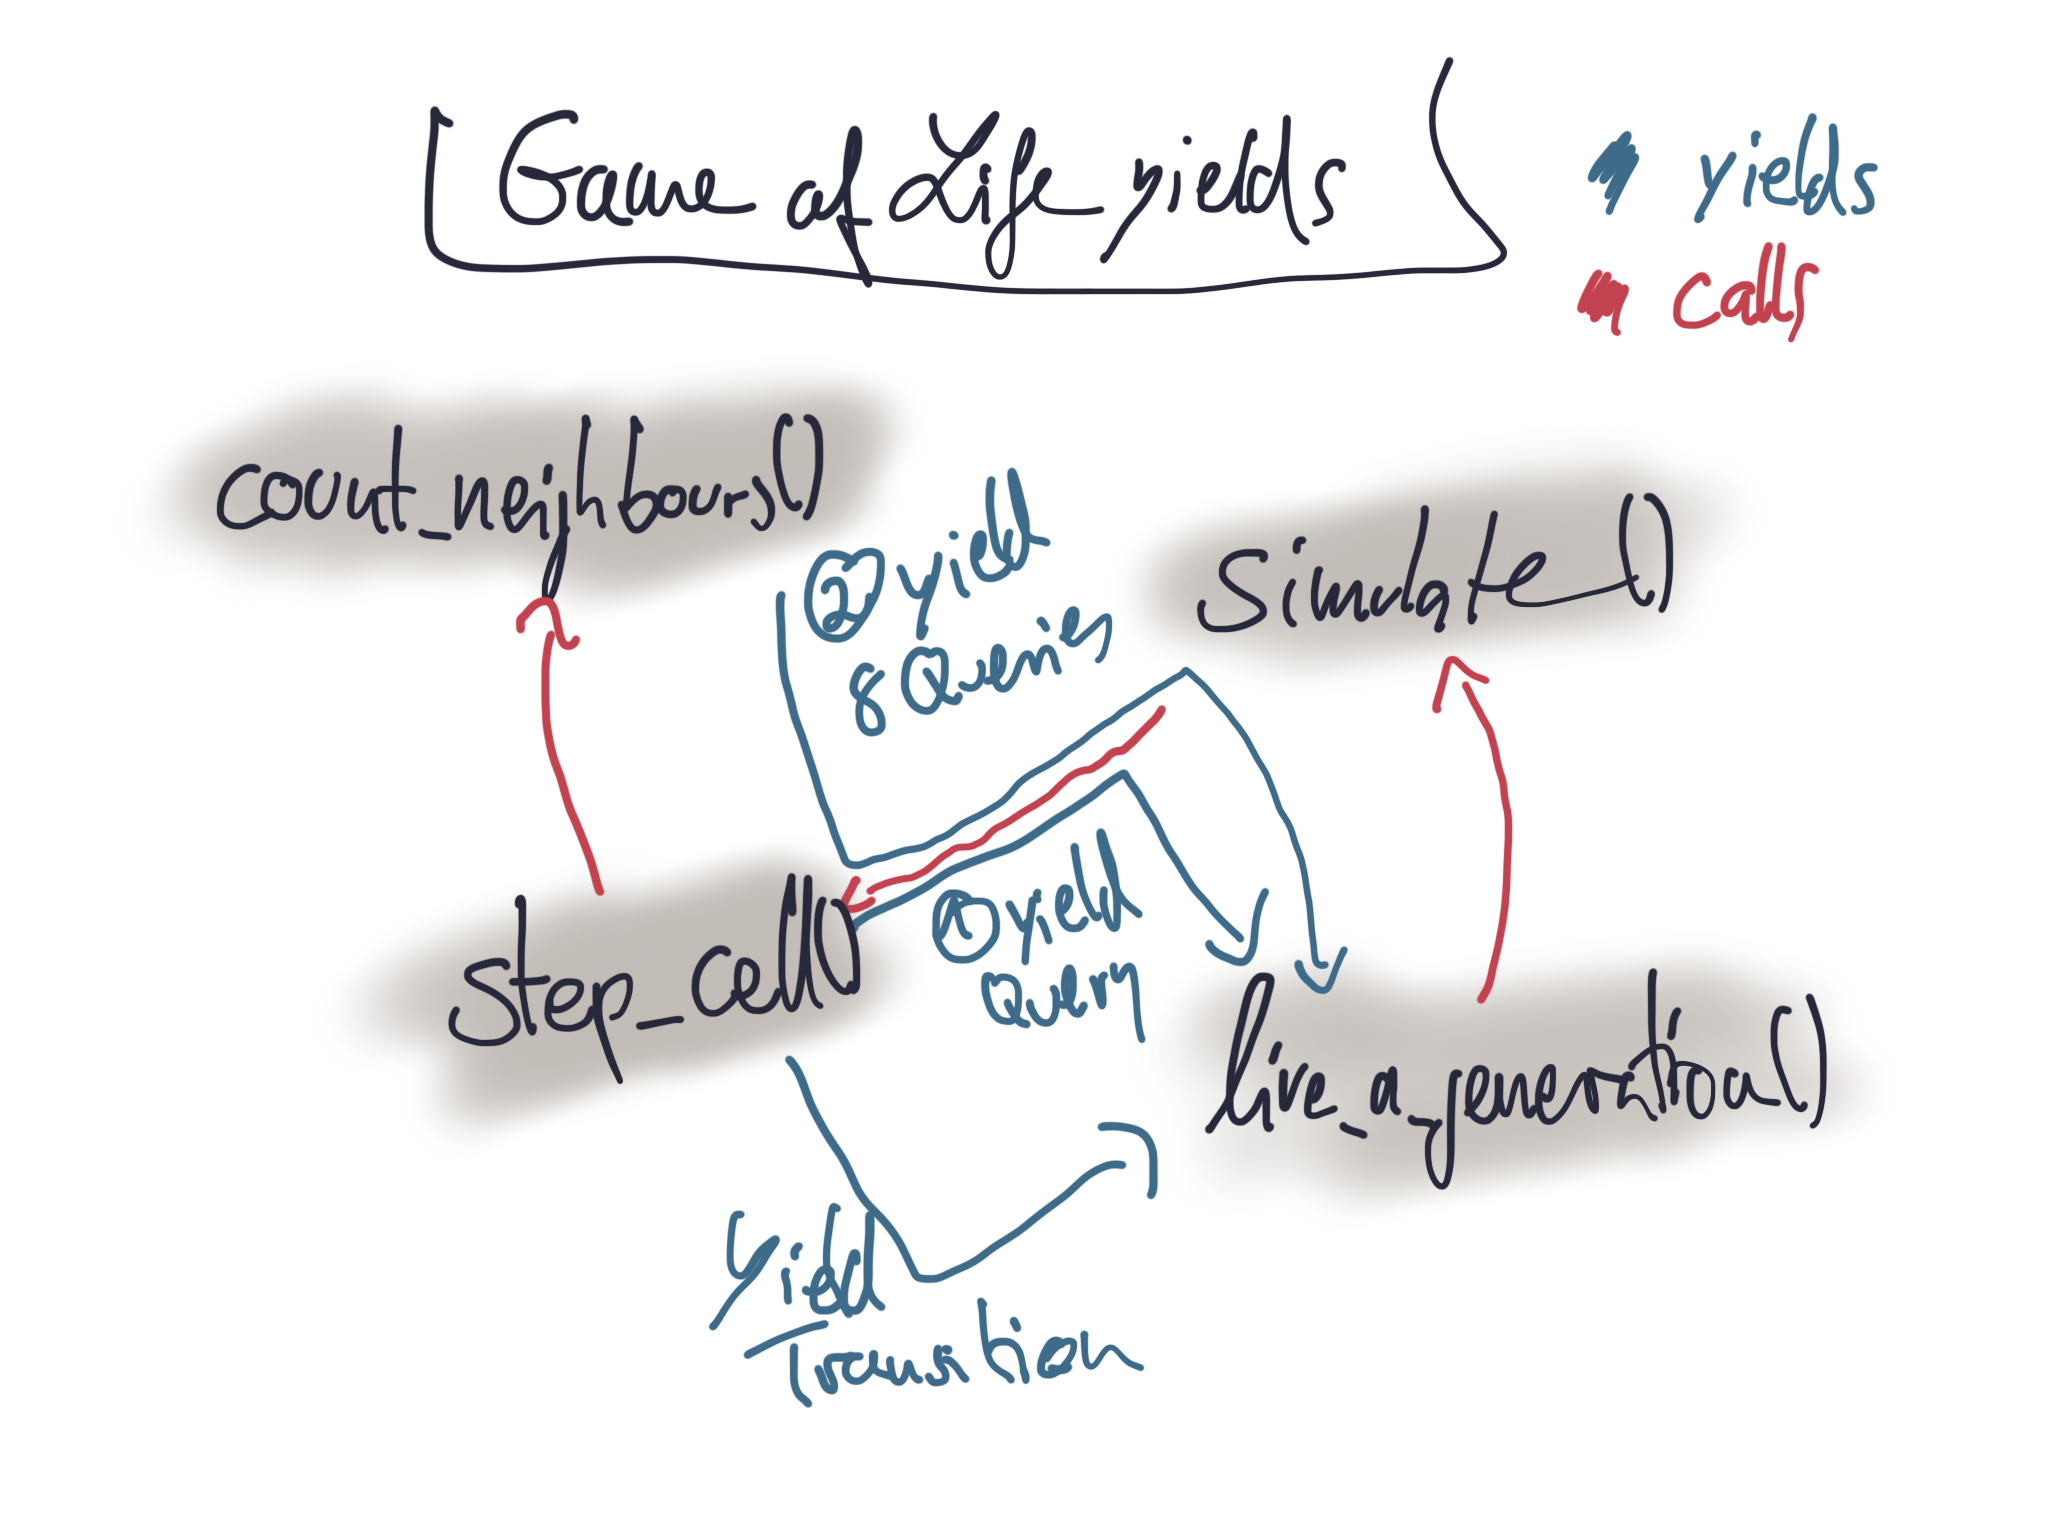 Game of Life yields
yields
calls
count_neighbours()
② yield
8 Queries
simulate()
step_cell()
① yield
Query
live_a_generation()
yield
Transition